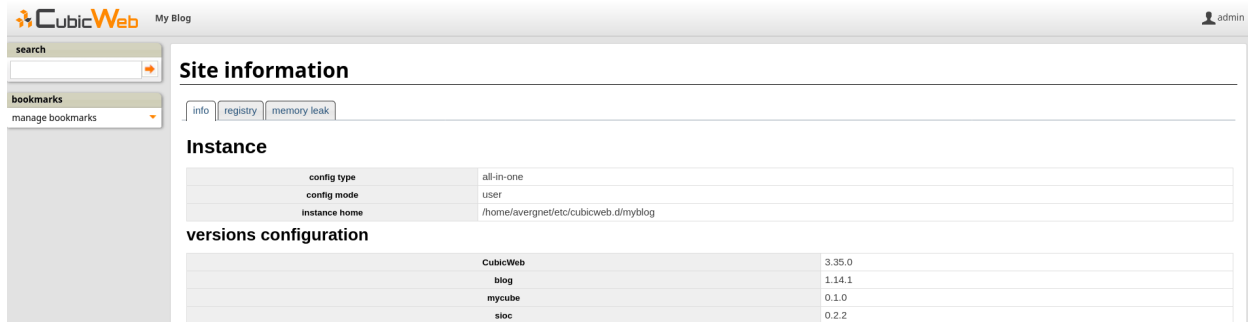 CubicWeb My Blog admin
search
bookmarks
manage bookmarks
Site information
info registry memory leak
Instance
config type all-in-one
config mode user
instance home /home/avergnet/etc/cubicweb.d/myblog
versions configuration
CubicWeb 3.35.0
blog 1.14.1
mycube 0.1.0
sioc 0.2.2